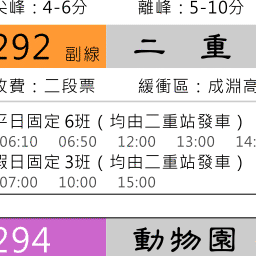 尖峰：4-6分 離峰：5-10分
292 副線 二 重
收費：二段票 緩衝區：成淵高
平日固定6班（均由二重站發車）
06:10 06:50 12:00 13:00 14:
假日固定3班（均由二重站發車）
07:00 10:00 15:00
294 動物園